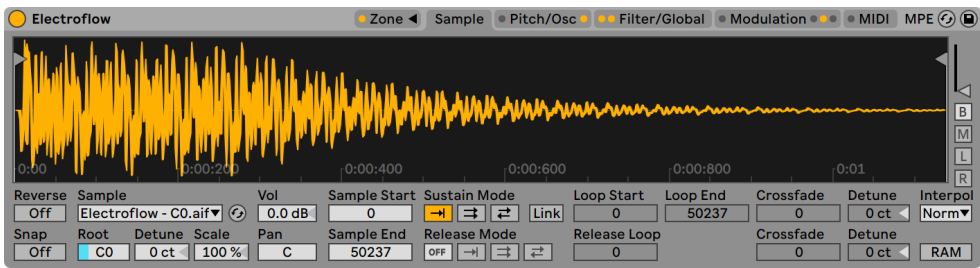 Electroflow Zone Sample Pitch/Osc Filter/Global Modulation MIDI MPE
B
M
L
R
0:00 0:00:200 0:00:400 0:00:600 0:00:800 0:01
Reverse Sample Vol Sample Start Sustain Mode Loop Start Loop End Crossfade Detune Interpol
Off Electroflow - C0.aif 0.0 dB 0 Link 0 50237 0 0 ct Norm
Snap Root Detune Scale Pan Sample End Release Mode Release Loop Crossfade Detune
Off C0 0 ct 100 % C 50237 OFF 0 0 0 ct RAM